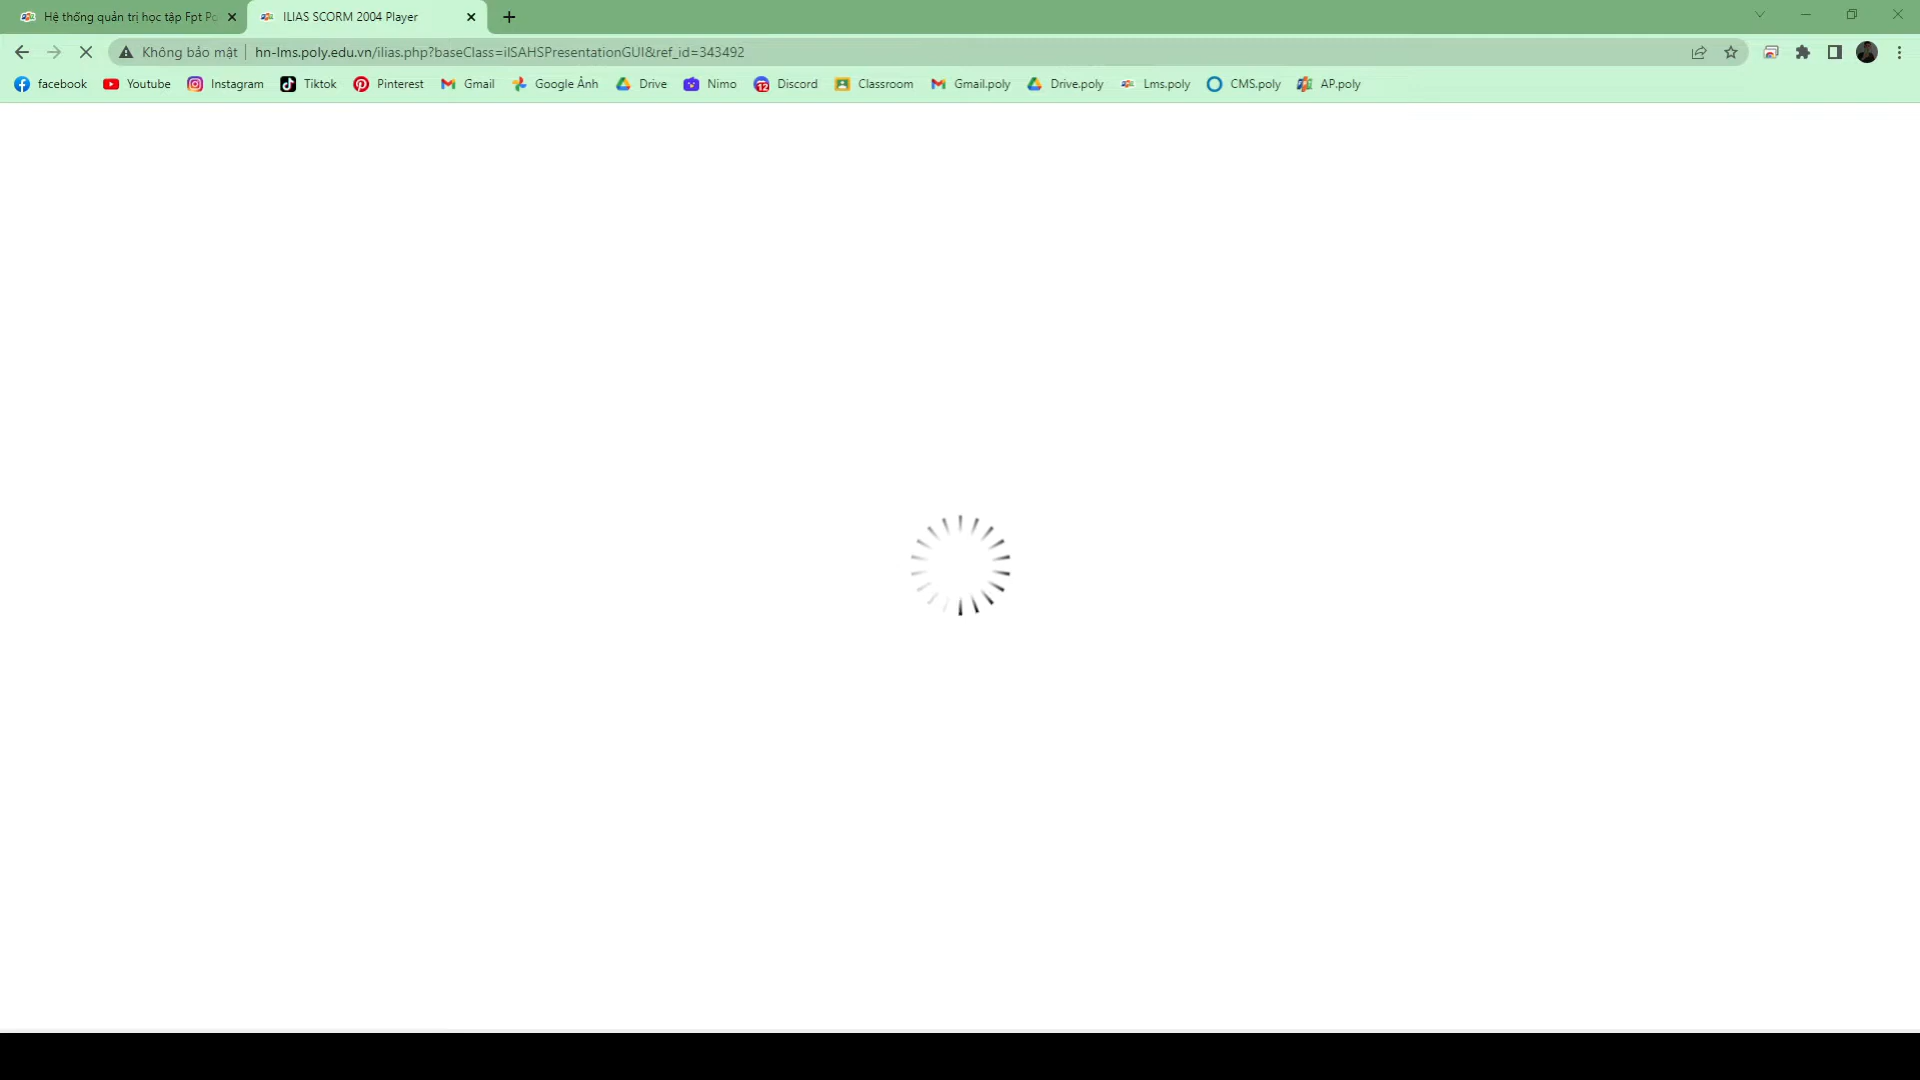 Hệ thống quản trị học tập Fpt Po
ILIAS SCORM 2004 Player
Không bảo mật
hn-lms.poly.edu.vn/ilias.php?baseClass=ilSAHSPresentationGUI&ref_id=343492
facebook Youtube Instagram Tiktok Pinterest Gmail Google Ảnh Drive Nimo 12 Discord Classroom Gmail.poly Drive.poly Lms.poly CMS.poly AP.poly